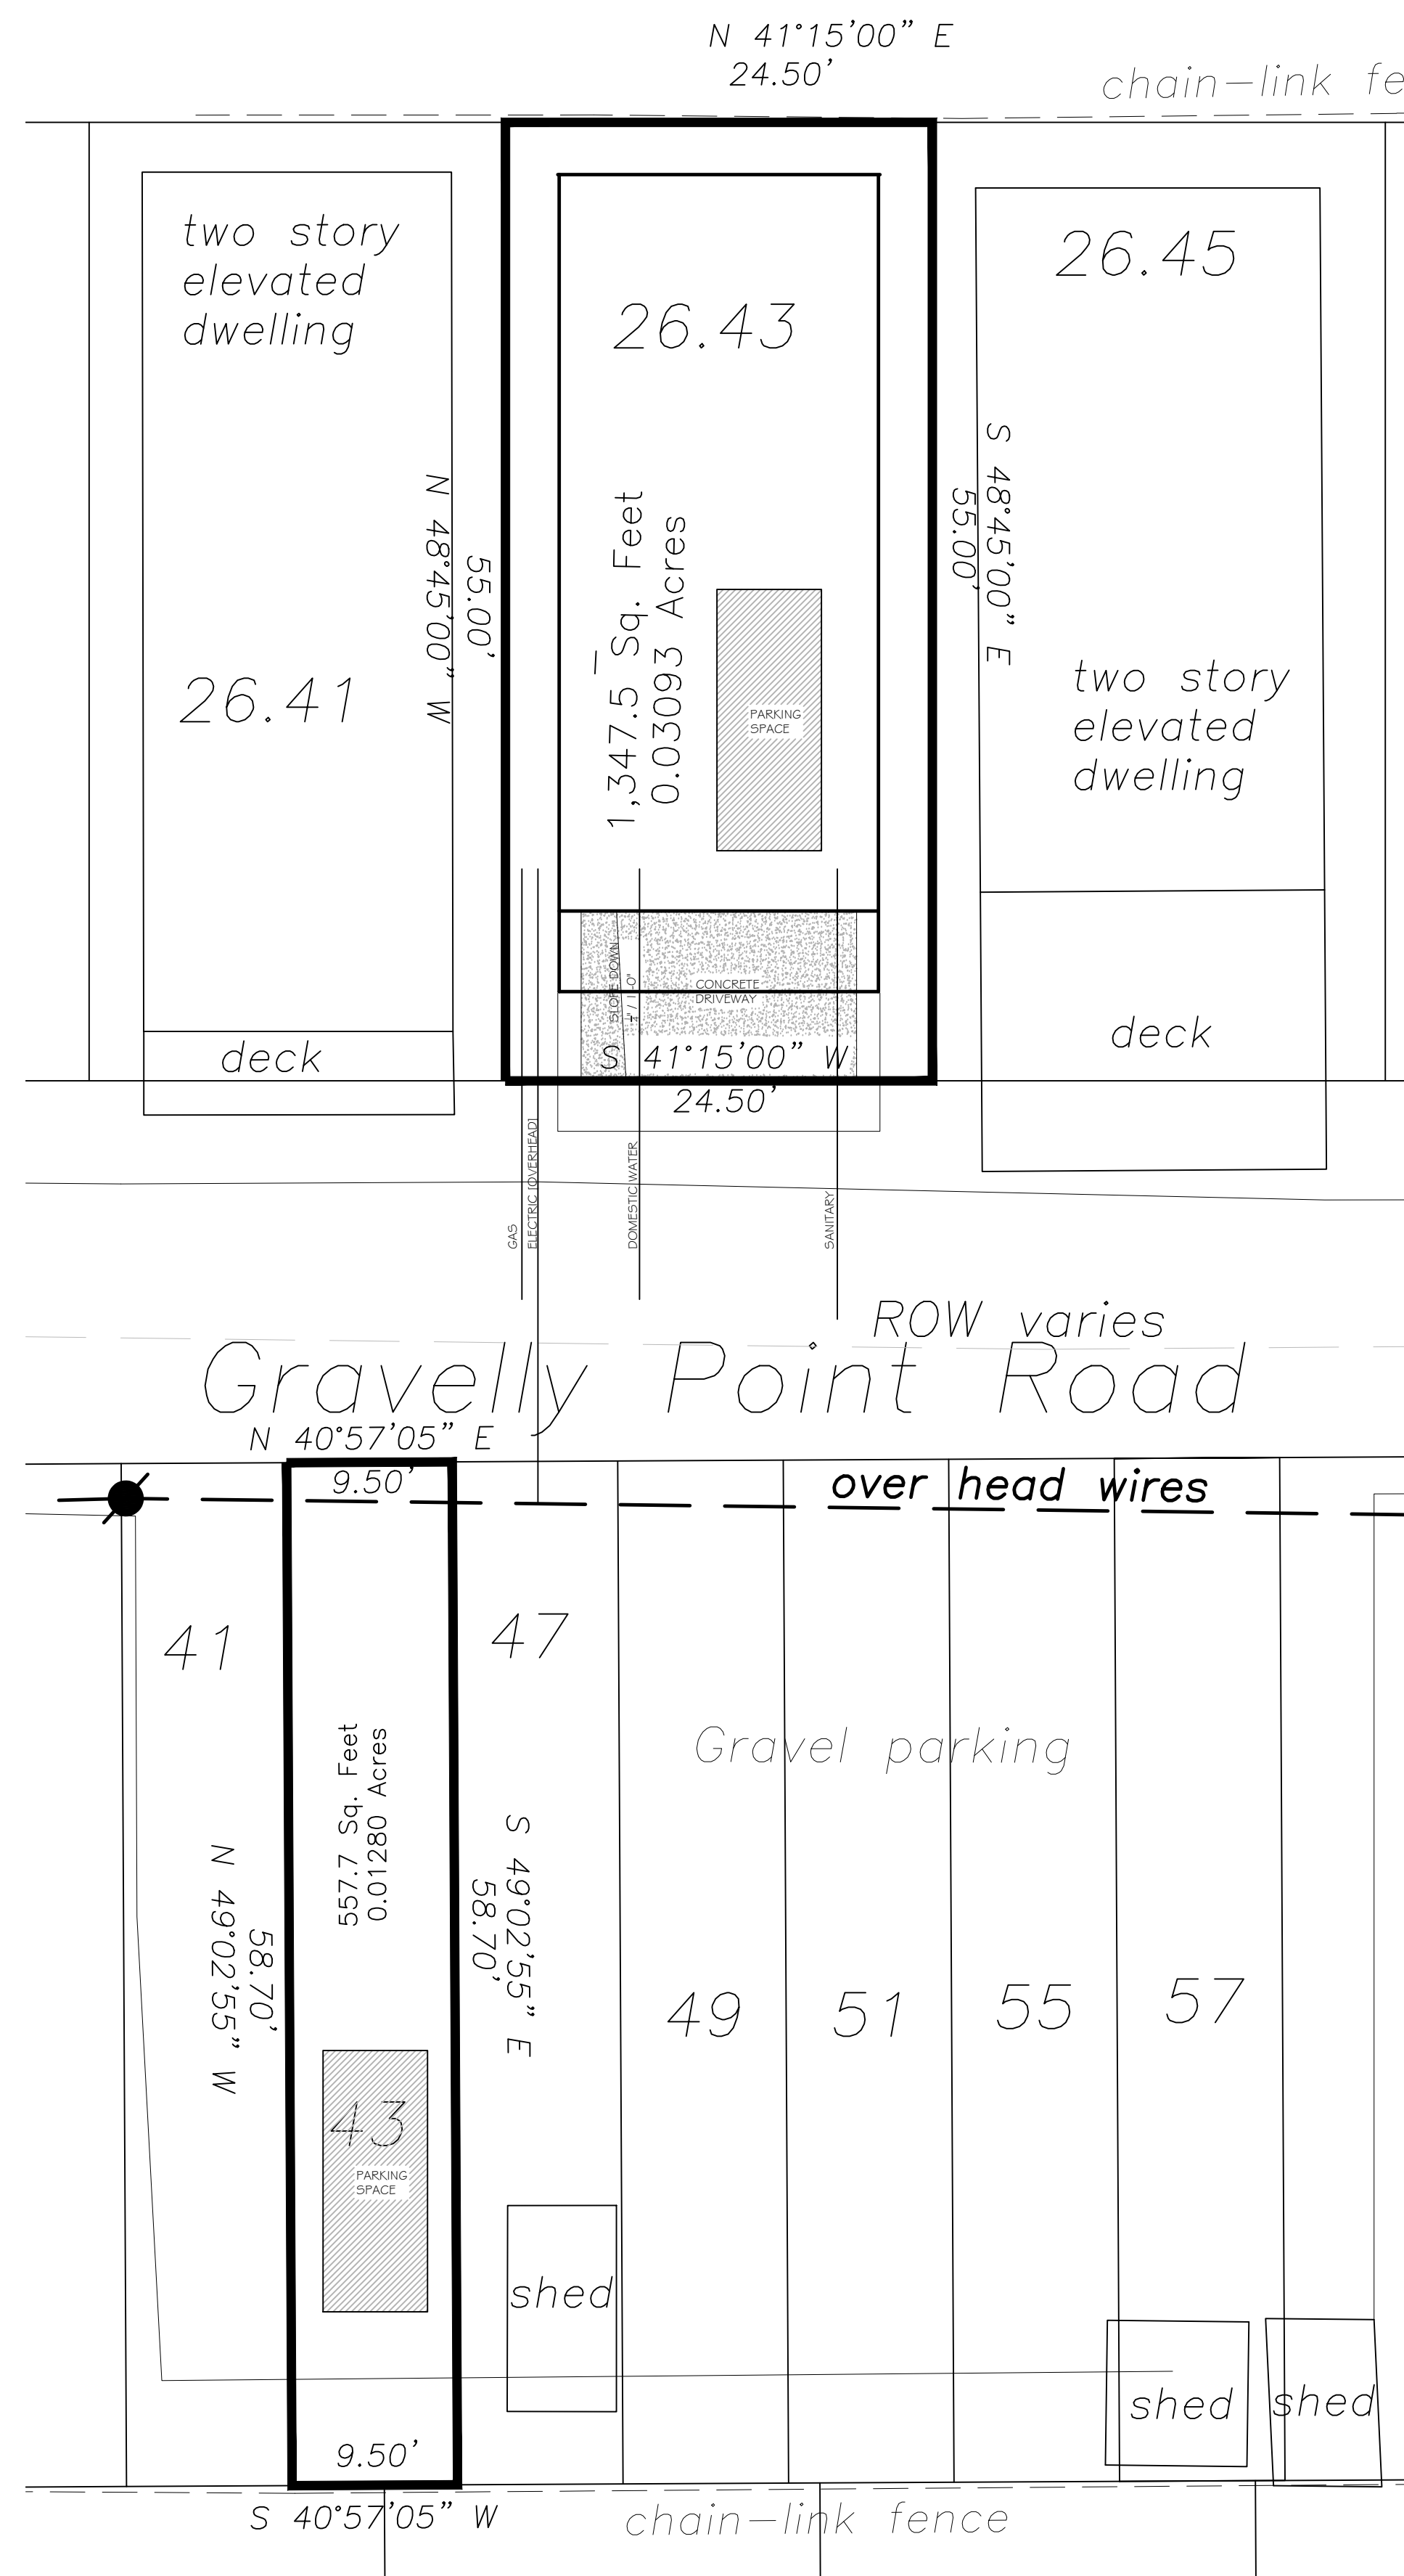 N 41°15'00" E
24.50'
chain-link fe
two story
elevated
dwelling
26.43
26.45
N 48°45'00" W
55.00'
1,347.5 Sq. Feet
0.03093 Acres
S 48°45'00" E
55.00'
26.41
PARKING
SPACE
two story
elevated
dwelling
SLOPE DOWN
CONCRETE
DRIVEWAY
deck
deck
S 41°15'00" W
24.50'
GAS
ELECTRIC [OVERHEAD]
DOMESTIC WATER
SANITARY
ROW varies
Gravelly Point Road
N 40°57'05" E
9.50'
over head wires
41
47
Gravel parking
557.7 Sq. Feet
0.01280 Acres
N 49°02'55" W
58.70'
S 49°02'55" E
58.70'
49
51
55
57
43
PARKING
SPACE
shed
shed
shed
9.50'
S 40°57'05" W
chain-link fence